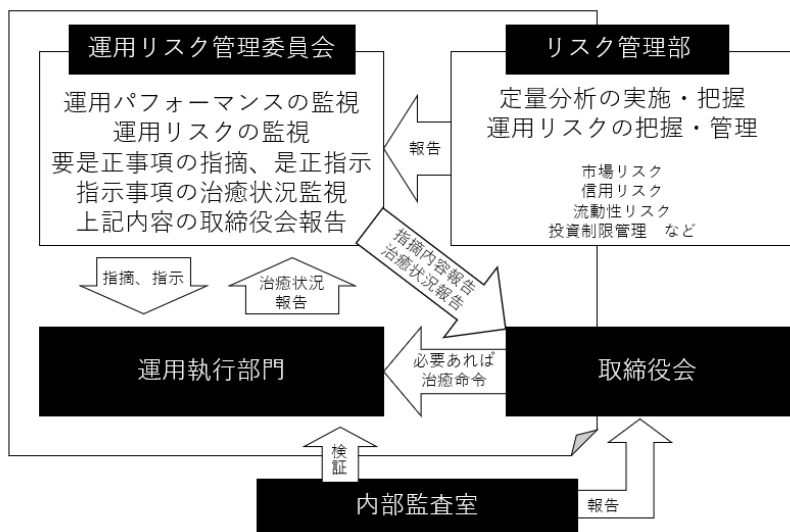 運用リスク管理委員会
運用パフォーマンスの監視
運用リスクの監視
要是正事項の指摘、是正指示
指示事項の治癒状況監視
上記内容の取締役会報告
リスク管理部
定量分析の実施・把握
運用リスクの把握・管理
市場リスク
信用リスク
流動性リスク
投資制限管理　など
報告
指摘内容報告
治癒状況報告
指摘、指示
治癒状況
報告
運用執行部門
必要あれば
治癒命令
取締役会
検証
内部監査室
報告